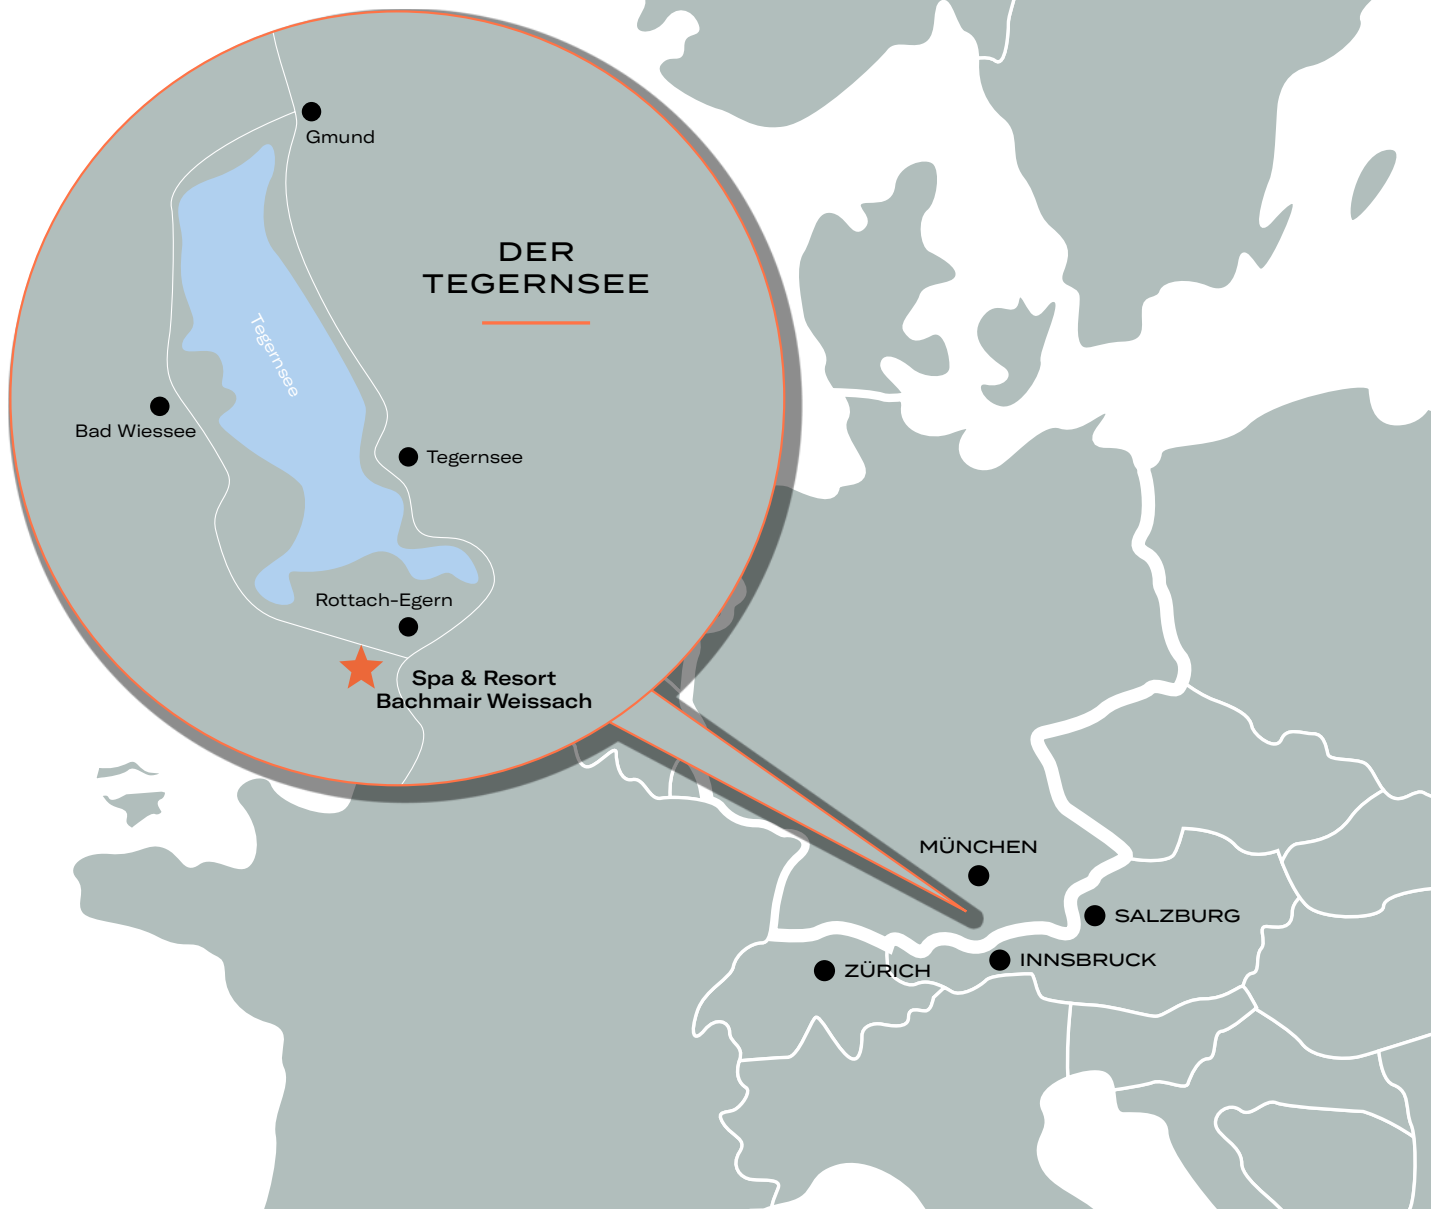 Gmund
DER
TEGERNSEE
Tegernsee
Bad Wiessee
Tegernsee
Rottach-Egern
Spa & Resort
Bachmair Weissach
MÜNCHEN
SALZBURG
INNSBRUCK
ZÜRICH